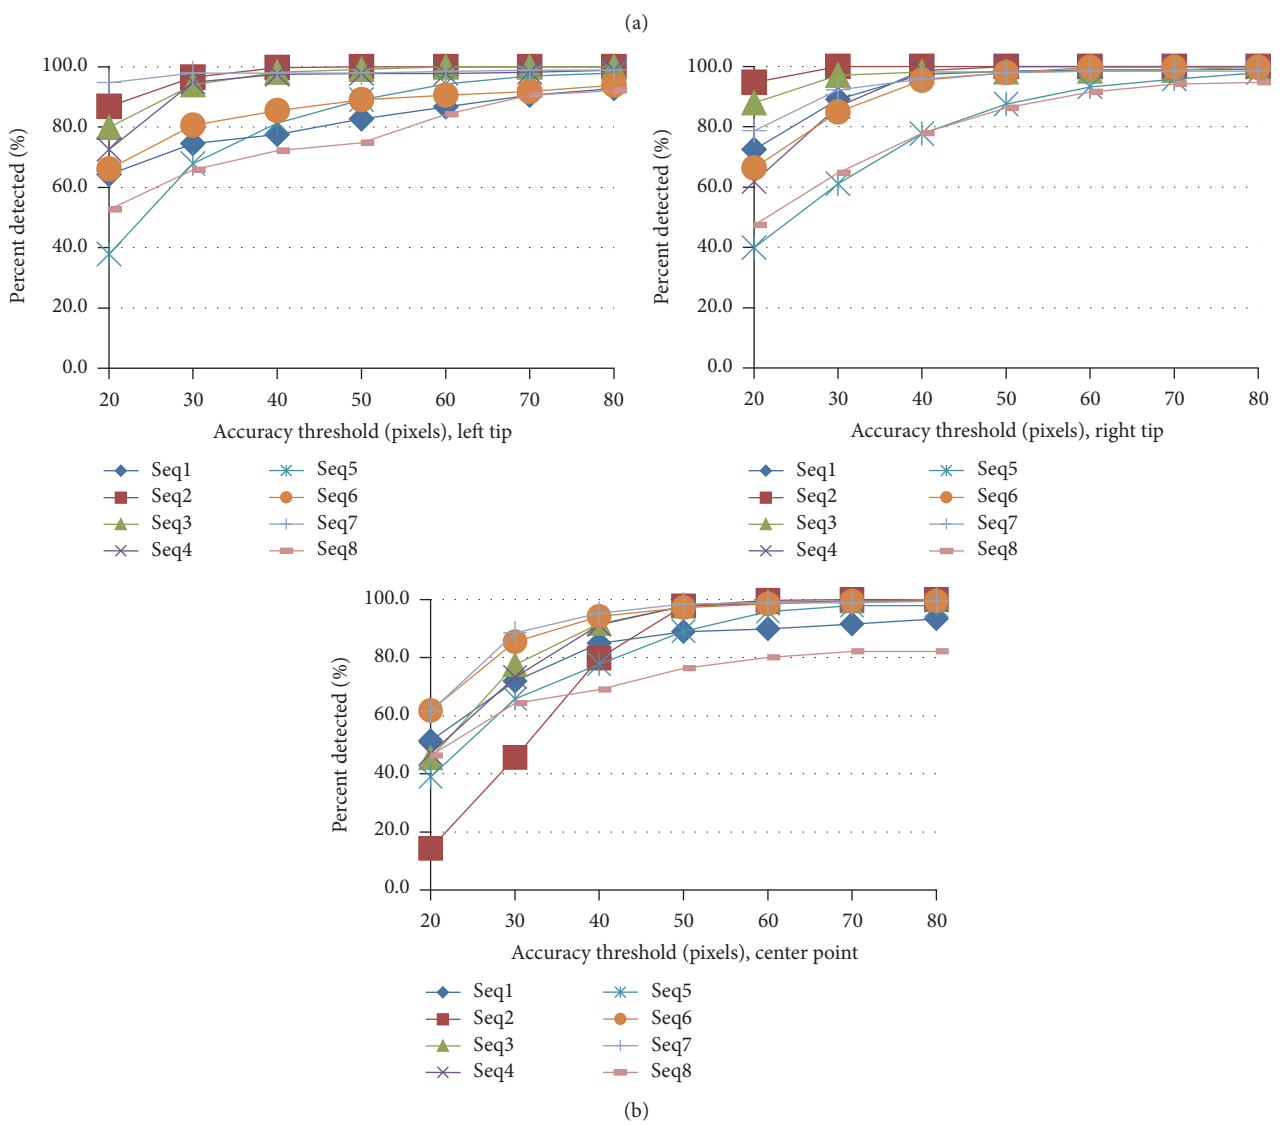 (a)
Percent detected (%)
100.0
80.0
60.0
40.0
20.0
0.0
20 30 40 50 60 70 80
Accuracy threshold (pixels), left tip
Seq1 Seq5
Seq2 Seq6
Seq3 Seq7
Seq4 Seq8
Percent detected (%)
100.0
80.0
60.0
40.0
20.0
0.0
20 30 40 50 60 70 80
Accuracy threshold (pixels), right tip
Seq1 Seq5
Seq2 Seq6
Seq3 Seq7
Seq4 Seq8
Percent detected (%)
100.0
80.0
60.0
40.0
20.0
0.0
20 30 40 50 60 70 80
Accuracy threshold (pixels), center point
Seq1 Seq5
Seq2 Seq6
Seq3 Seq7
Seq4 Seq8
(b)